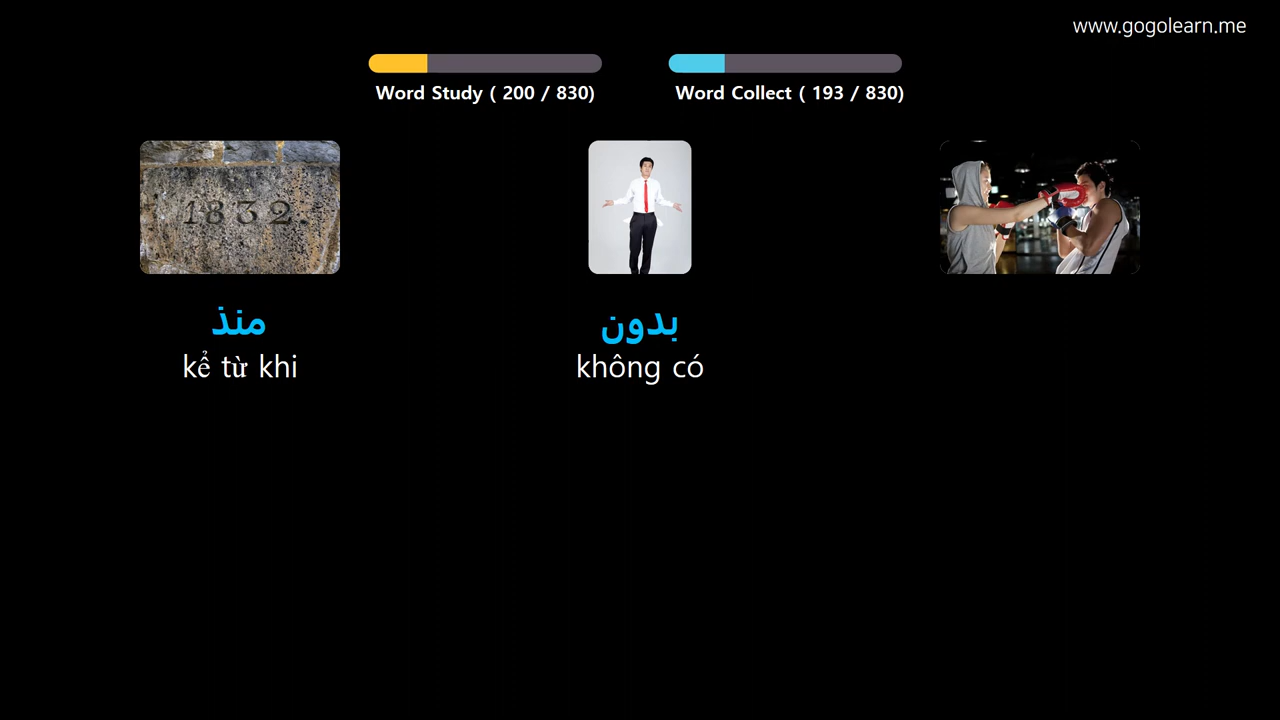 www.gogolearn.me
Word Study ( 200 / 830)
Word Collect ( 193 / 830)
1832.
منذ
kể từ khi
بدون
không có